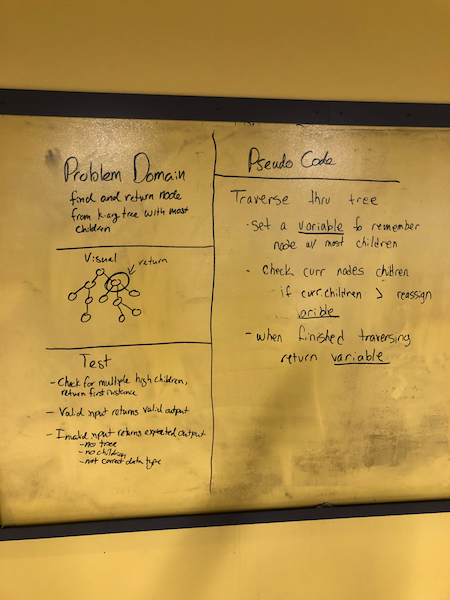 Problem Domain
find and return node
from k-ary tree with most
children
Visual
return
Test
- Check for multiple high children,
return first instance
- Valid input returns valid output
- Invalid input returns expected output
- no tree
- no children
- not correct data type
Pseudo Code
Traverse thru tree
- set a variable to remember
node w/ most children
- Check curr nodes children
- if curr.children > reassign
varible
- when finished traversing
return variable